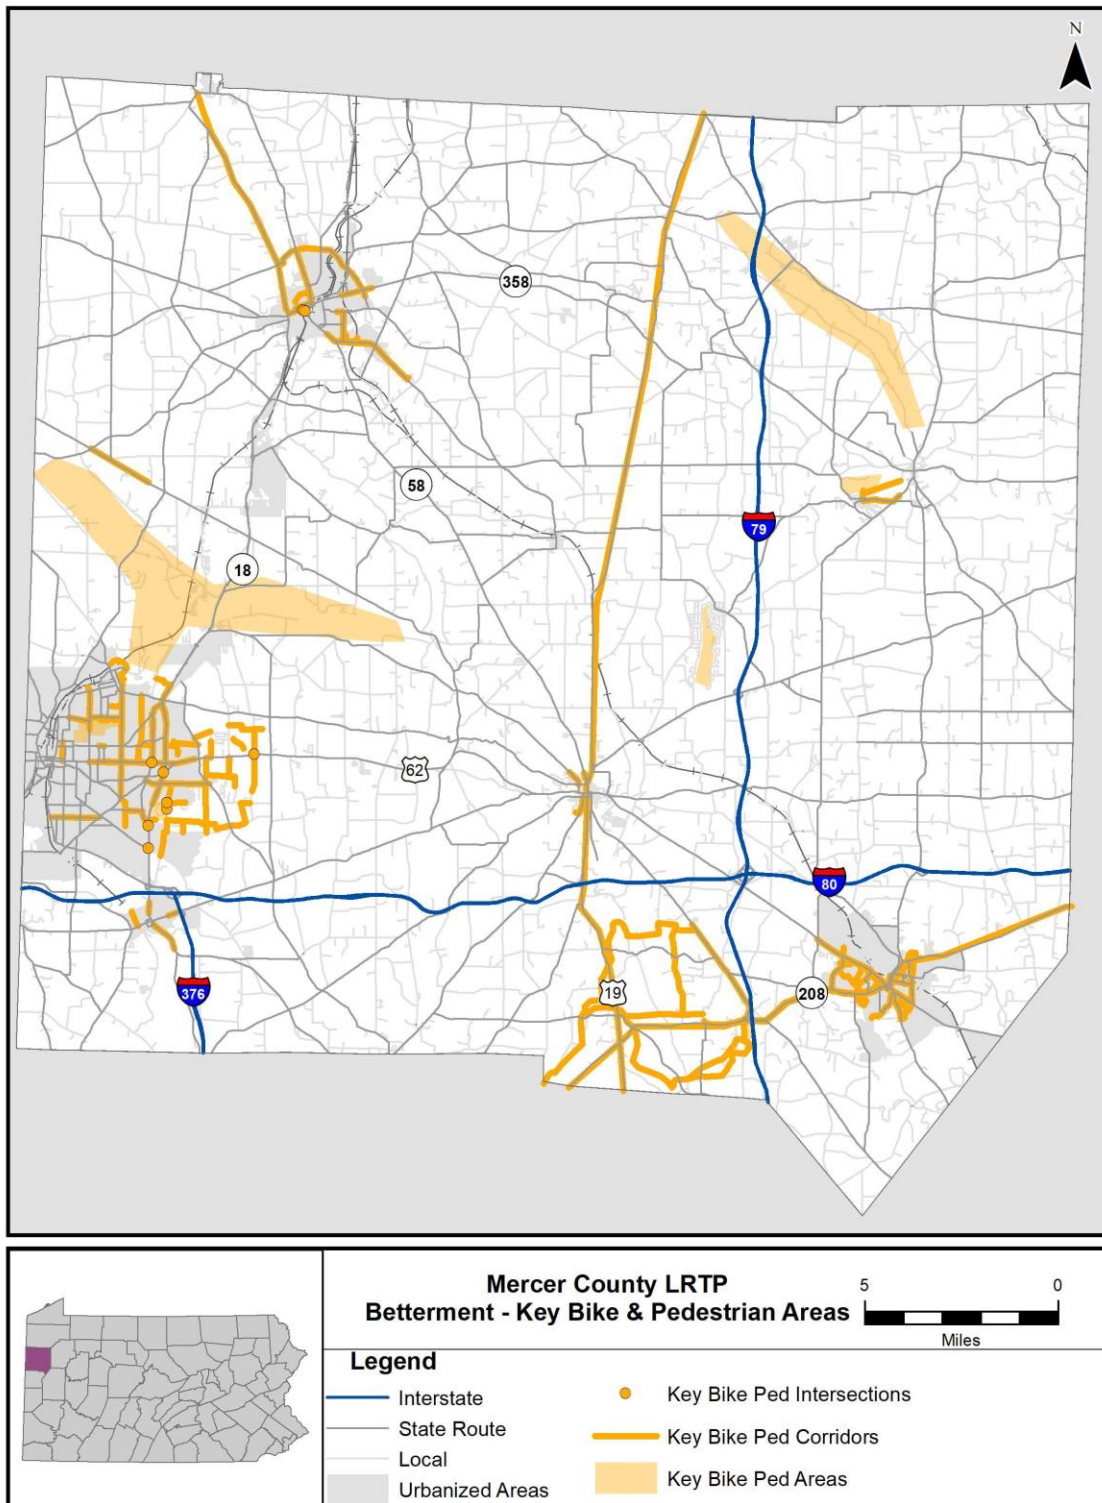 N
358
58
79
18
62
80
19
208
376
Mercer County LRTP
Betterment - Key Bike & Pedestrian Areas
5 0
Miles
Legend
Interstate
State Route
Local
Urbanized Areas
Key Bike Ped Intersections
Key Bike Ped Corridors
Key Bike Ped Areas